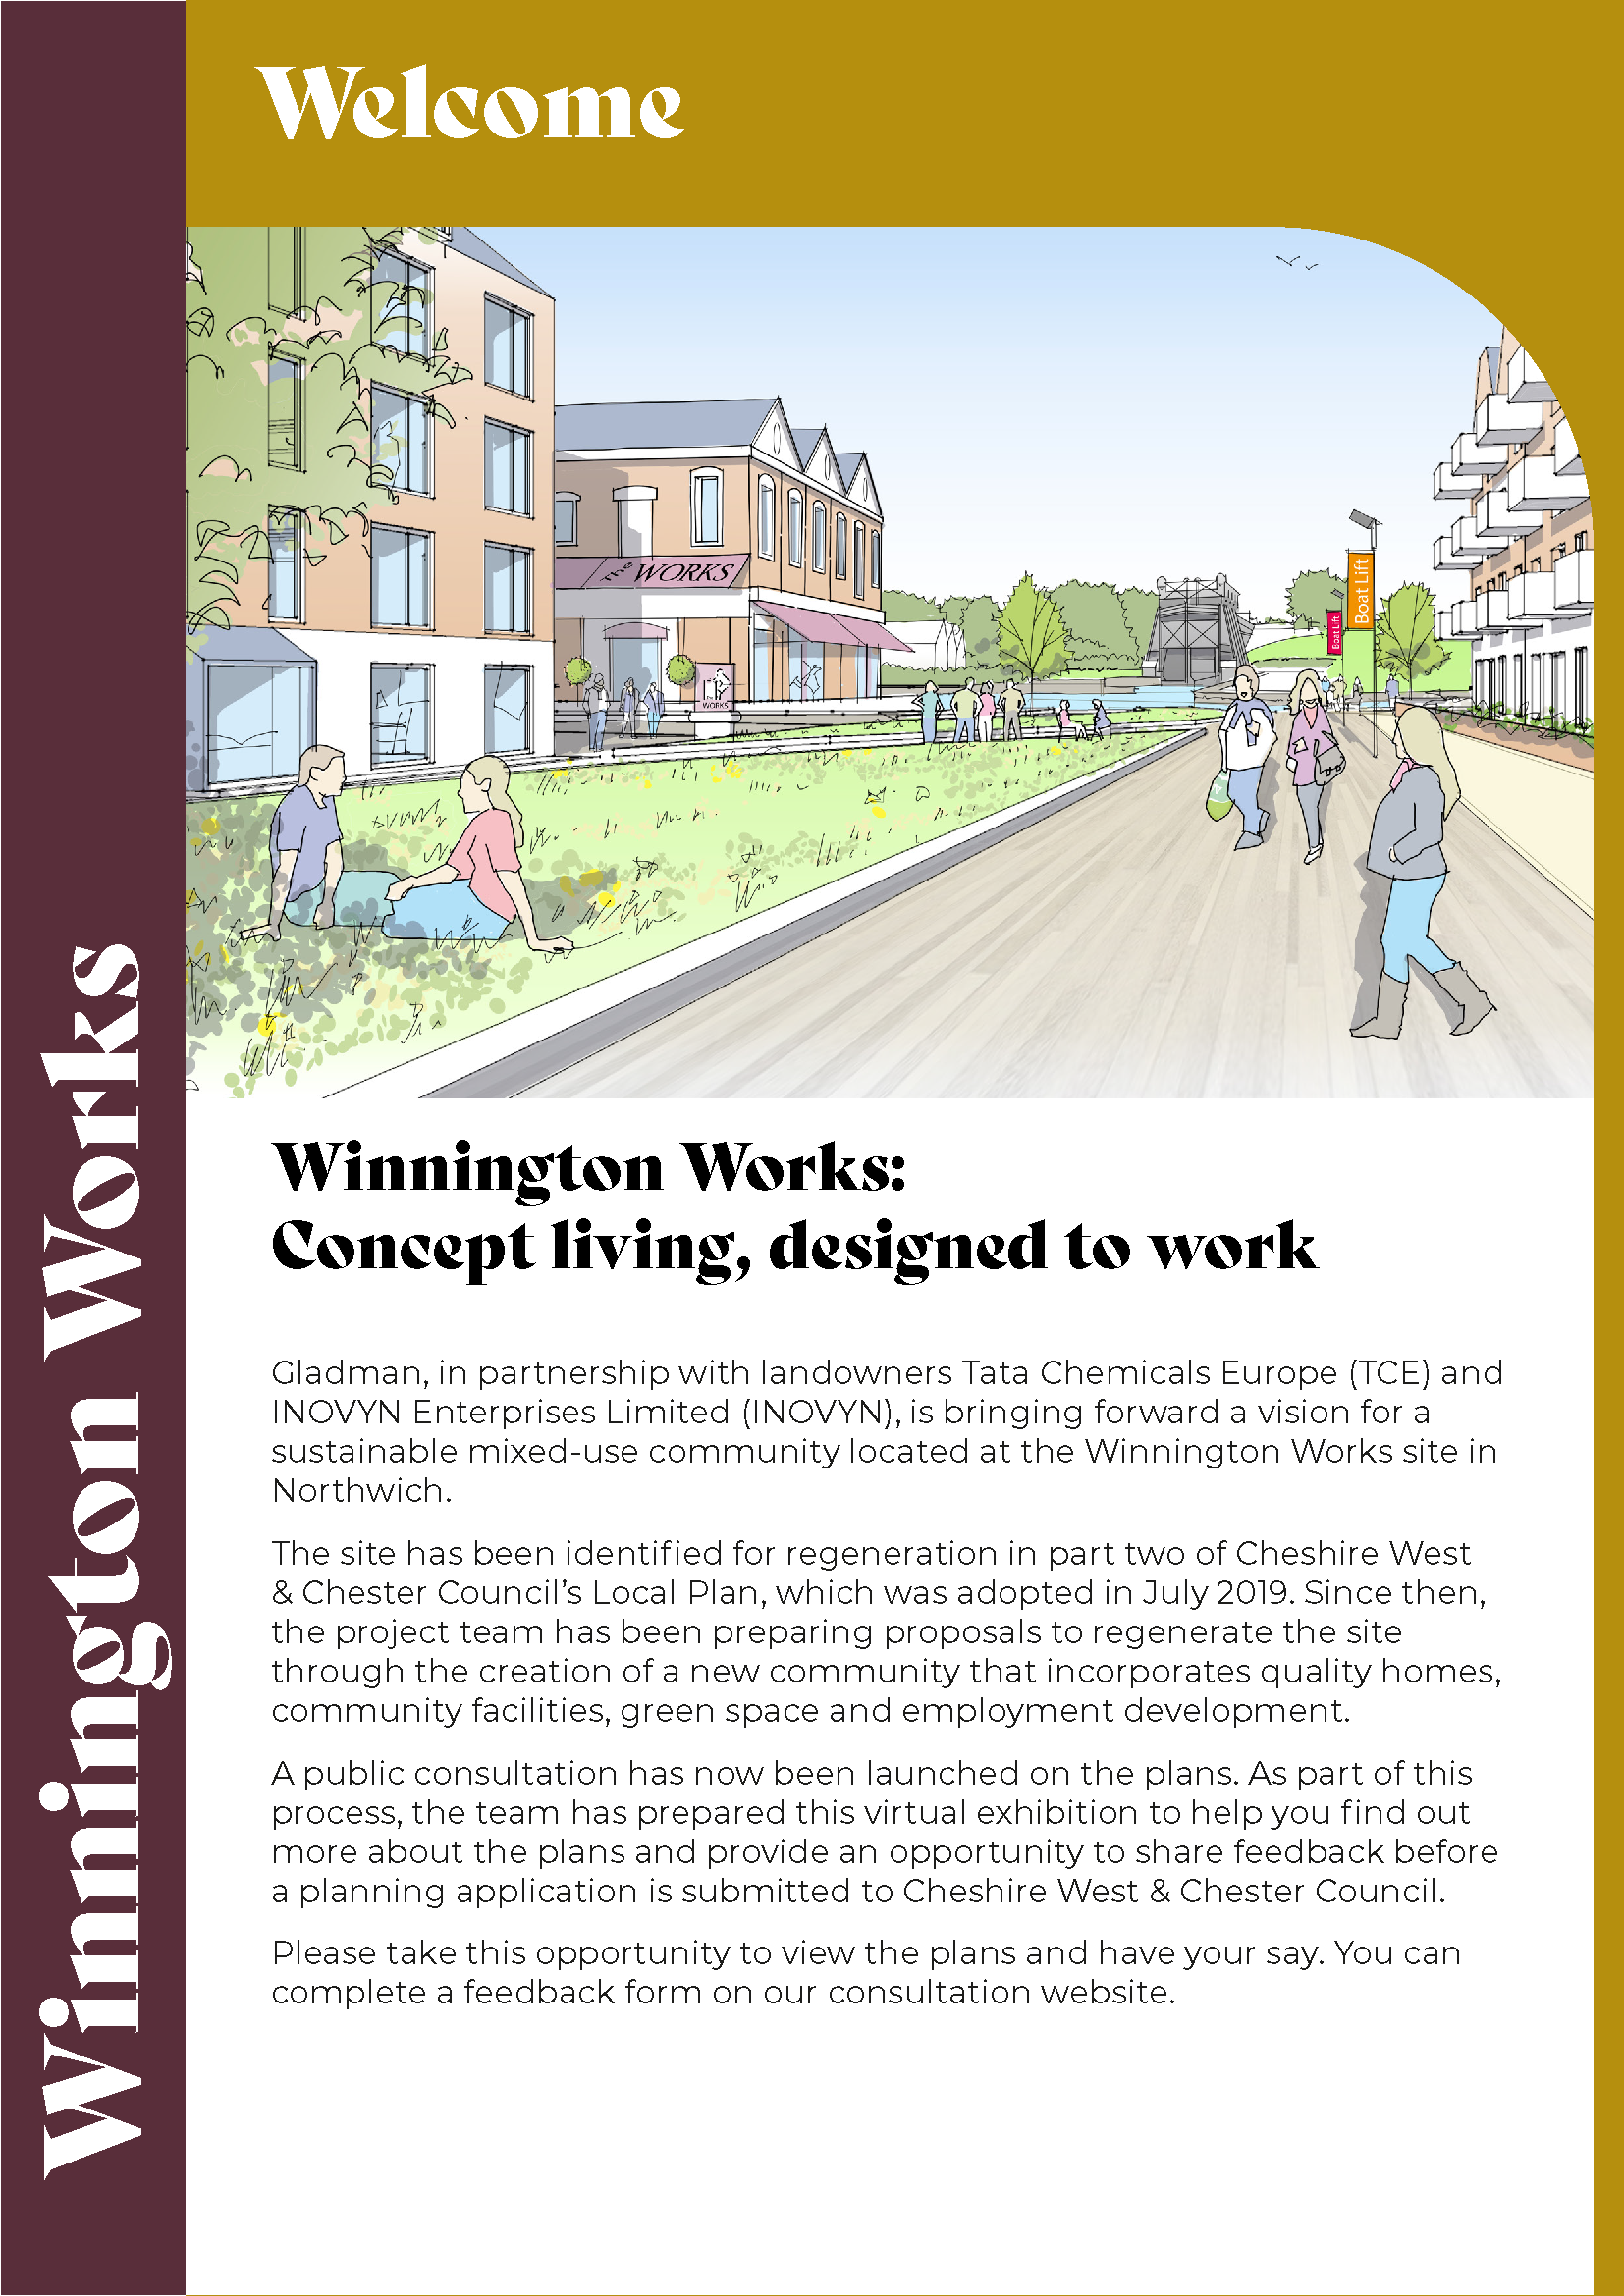 Welcome
the WORKS
WORKS
Boat Lift
Boat Lift
Winnington Works
Winnington Works:
Concept living, designed to work
Gladman, in partnership with landowners Tata Chemicals Europe (TCE) and
INOVYN Enterprises Limited (INOVYN), is bringing forward a vision for a
sustainable mixed-use community located at the Winnington Works site in
Northwich.
The site has been identified for regeneration in part two of Cheshire West
& Chester Council’s Local Plan, which was adopted in July 2019. Since then,
the project team has been preparing proposals to regenerate the site
through the creation of a new community that incorporates quality homes,
community facilities, green space and employment development.
A public consultation has now been launched on the plans. As part of this
process, the team has prepared this virtual exhibition to help you find out
more about the plans and provide an opportunity to share feedback before
a planning application is submitted to Cheshire West & Chester Council.
Please take this opportunity to view the plans and have your say. You can
complete a feedback form on our consultation website.